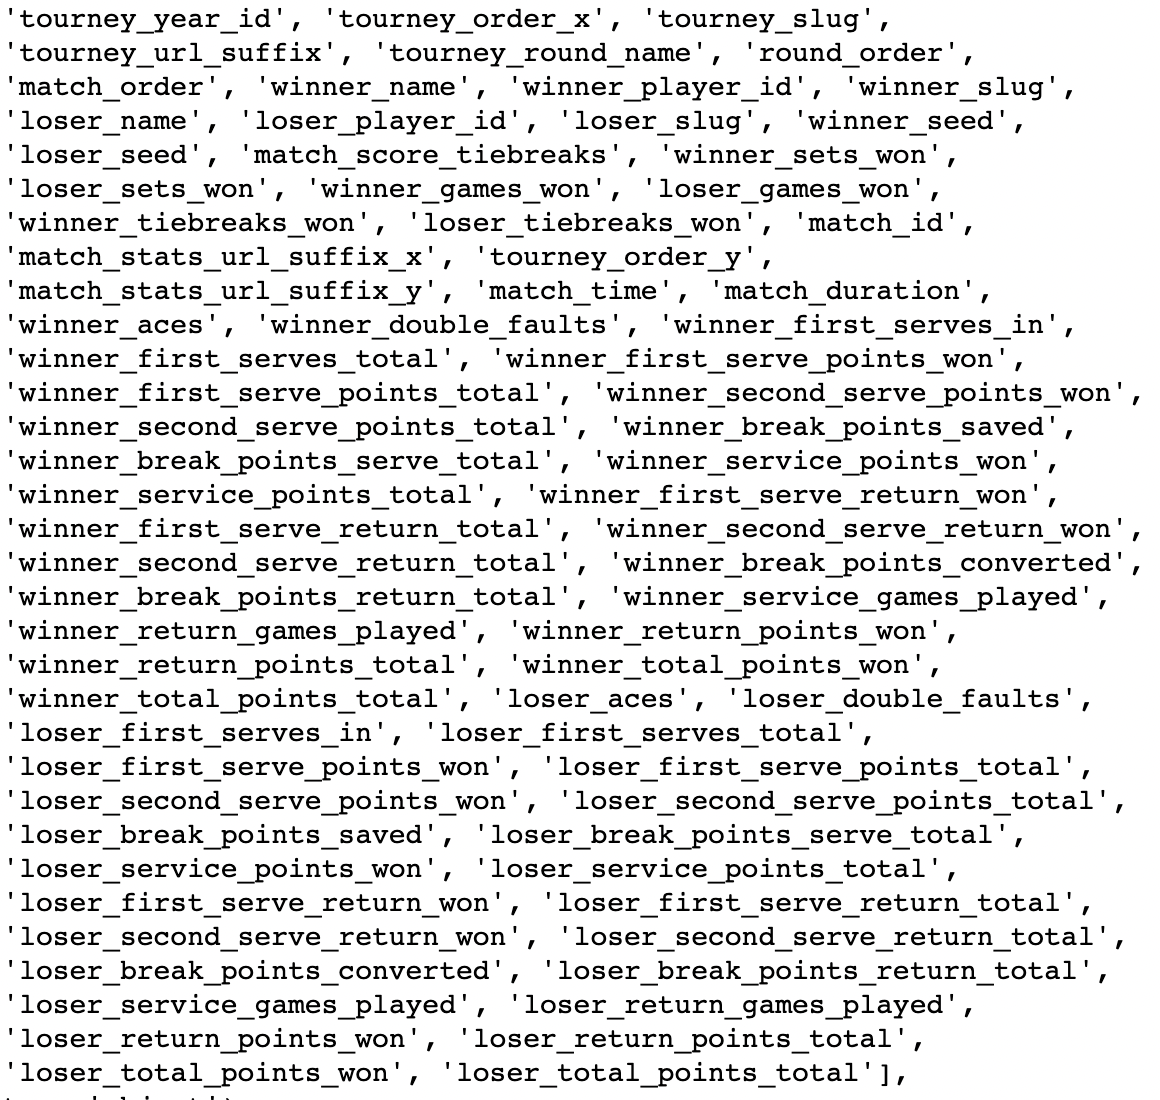 'tourney_year_id', 'tourney_order_x', 'tourney_slug',
'tourney_url_suffix', 'tourney_round_name', 'round_order',
'match_order', 'winner_name', 'winner_player_id', 'winner_slug',
'loser_name', 'loser_player_id', 'loser_slug', 'winner_seed',
'loser_seed', 'match_score_tiebreaks', 'winner_sets_won',
'loser_sets_won', 'winner_games_won', 'loser_games_won',
'winner_tiebreaks_won', 'loser_tiebreaks_won', 'match_id',
'match_stats_url_suffix_x', 'tourney_order_y',
'match_stats_url_suffix_y', 'match_time', 'match_duration',
'winner_aces', 'winner_double_faults', 'winner_first_serves_in',
'winner_first_serves_total', 'winner_first_serve_points_won',
'winner_first_serve_points_total', 'winner_second_serve_points_won',
'winner_second_serve_points_total', 'winner_break_points_saved',
'winner_break_points_serve_total', 'winner_service_points_won',
'winner_service_points_total', 'winner_first_serve_return_won',
'winner_first_serve_return_total', 'winner_second_serve_return_won',
'winner_second_serve_return_total', 'winner_break_points_converted',
'winner_break_points_return_total', 'winner_service_games_played',
'winner_return_games_played', 'winner_return_points_won',
'winner_return_points_total', 'winner_total_points_won',
'winner_total_points_total', 'loser_aces', 'loser_double_faults',
'loser_first_serves_in', 'loser_first_serves_total',
'loser_first_serve_points_won', 'loser_first_serve_points_total',
'loser_second_serve_points_won', 'loser_second_serve_points_total',
'loser_break_points_saved', 'loser_break_points_serve_total',
'loser_service_points_won', 'loser_service_points_total',
'loser_first_serve_return_won', 'loser_first_serve_return_total',
'loser_second_serve_return_won', 'loser_second_serve_return_total',
'loser_break_points_converted', 'loser_break_points_return_total',
'loser_service_games_played', 'loser_return_games_played',
'loser_return_points_won', 'loser_return_points_total',
'loser_total_points_won', 'loser_total_points_total'],